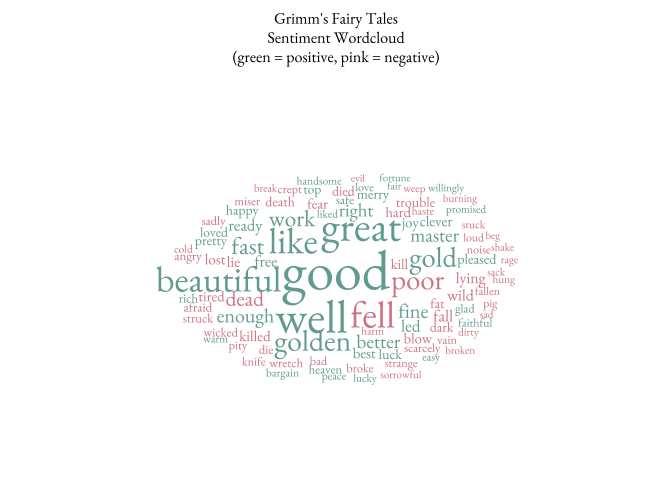 Grimm's Fairy Tales
Sentiment Wordcloud
(green = positive, pink = negative)
handsome evil fortune
break crept top died love fair weep willingly
miser death fear safe merry trouble burning
happy work liked right hard haste promised
sadly ready great joy clever stuck
loved pretty fast like master loud beg
cold angry lost lie free kill gold pleased noise shake rage
beautiful good poor lying sack hung
rich tired dead wild fallen
afraid well fell fat glad pig
struck enough fine fall sad
wicked killed harm led dark faithful
warm golden better blow vain dirty
pity die best luck scarcely broken
knife wretch bad strange easy
bargain heaven broke sorrowful
peace lucky